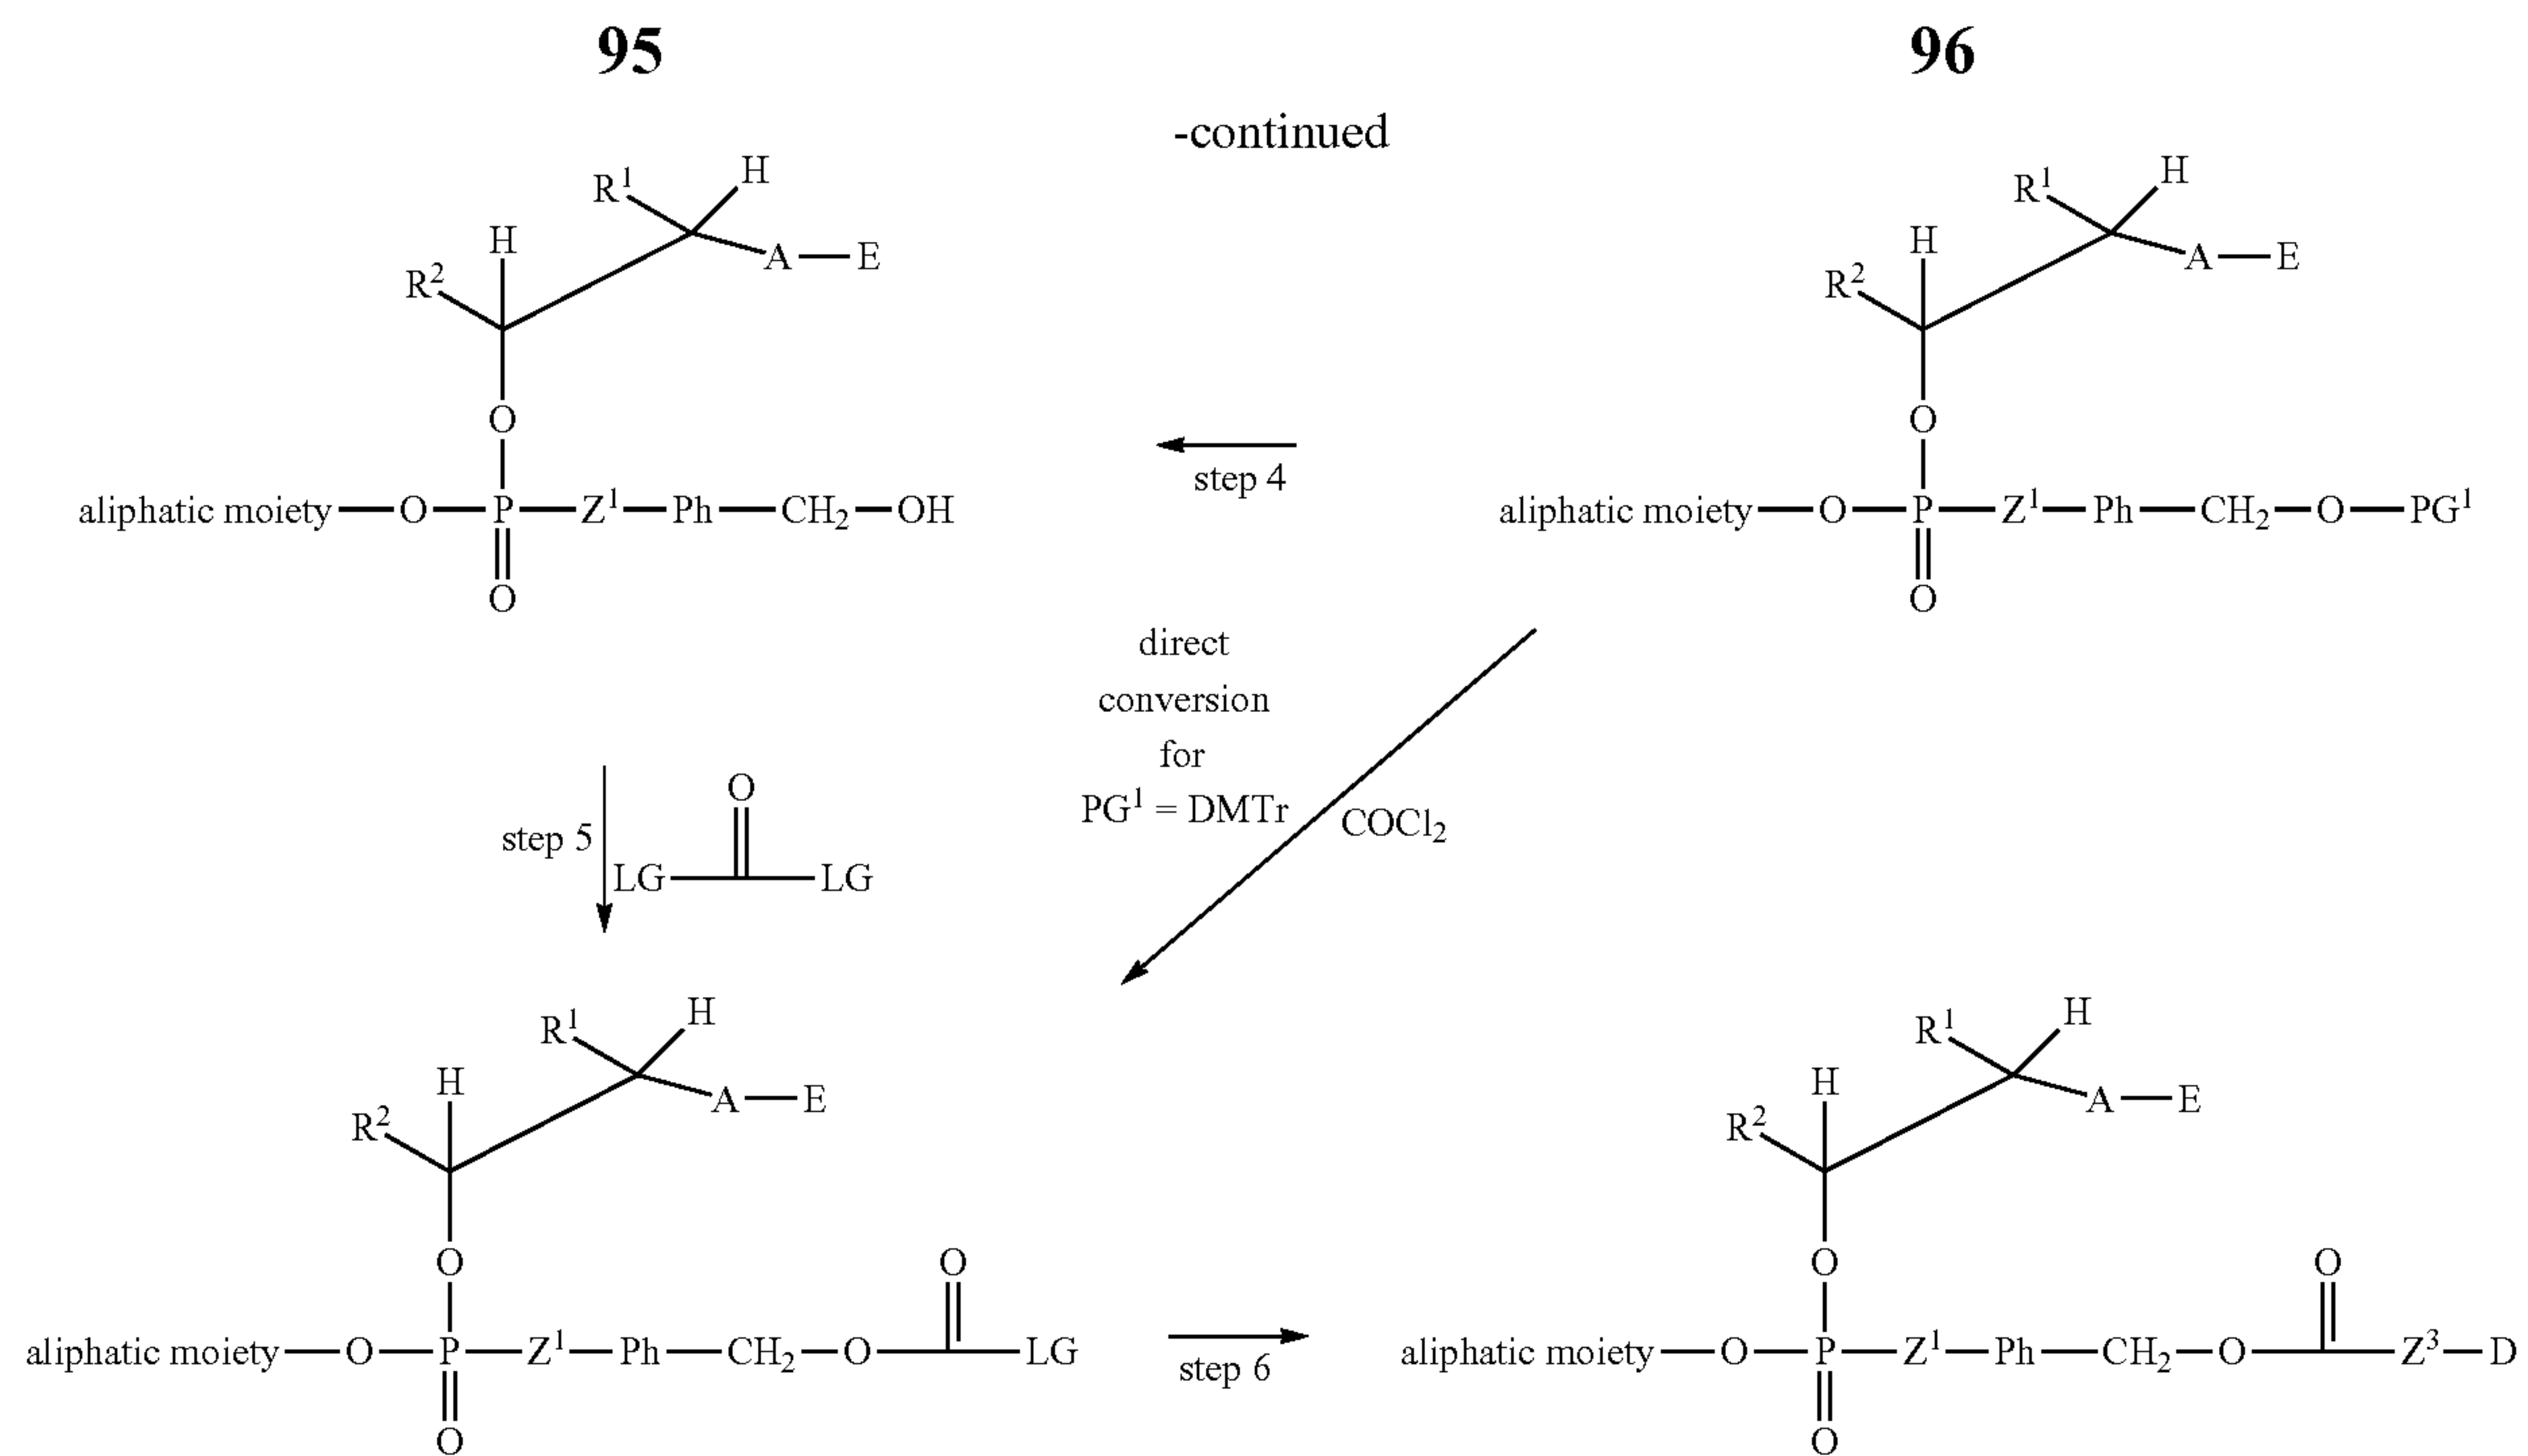 95 96
-continued
R¹ H
H
R² A—E
O
aliphatic moiety—O—P—Z¹—Ph—CH₂—OH
O
step 4
R¹ H
H
R² A—E
O
aliphatic moiety—O—P—Z¹—Ph—CH₂—O—PG¹
O
direct
conversion
for
PG¹ = DMTr
COCl₂
step 5
O
LG LG
R¹ H
H
R² A—E
O O
aliphatic moiety—O—P—Z¹—Ph—CH₂—O LG
O
step 6
R¹ H
H
R² A—E
O O
aliphatic moiety—O—P—Z¹—Ph—CH₂—O Z³—D
O